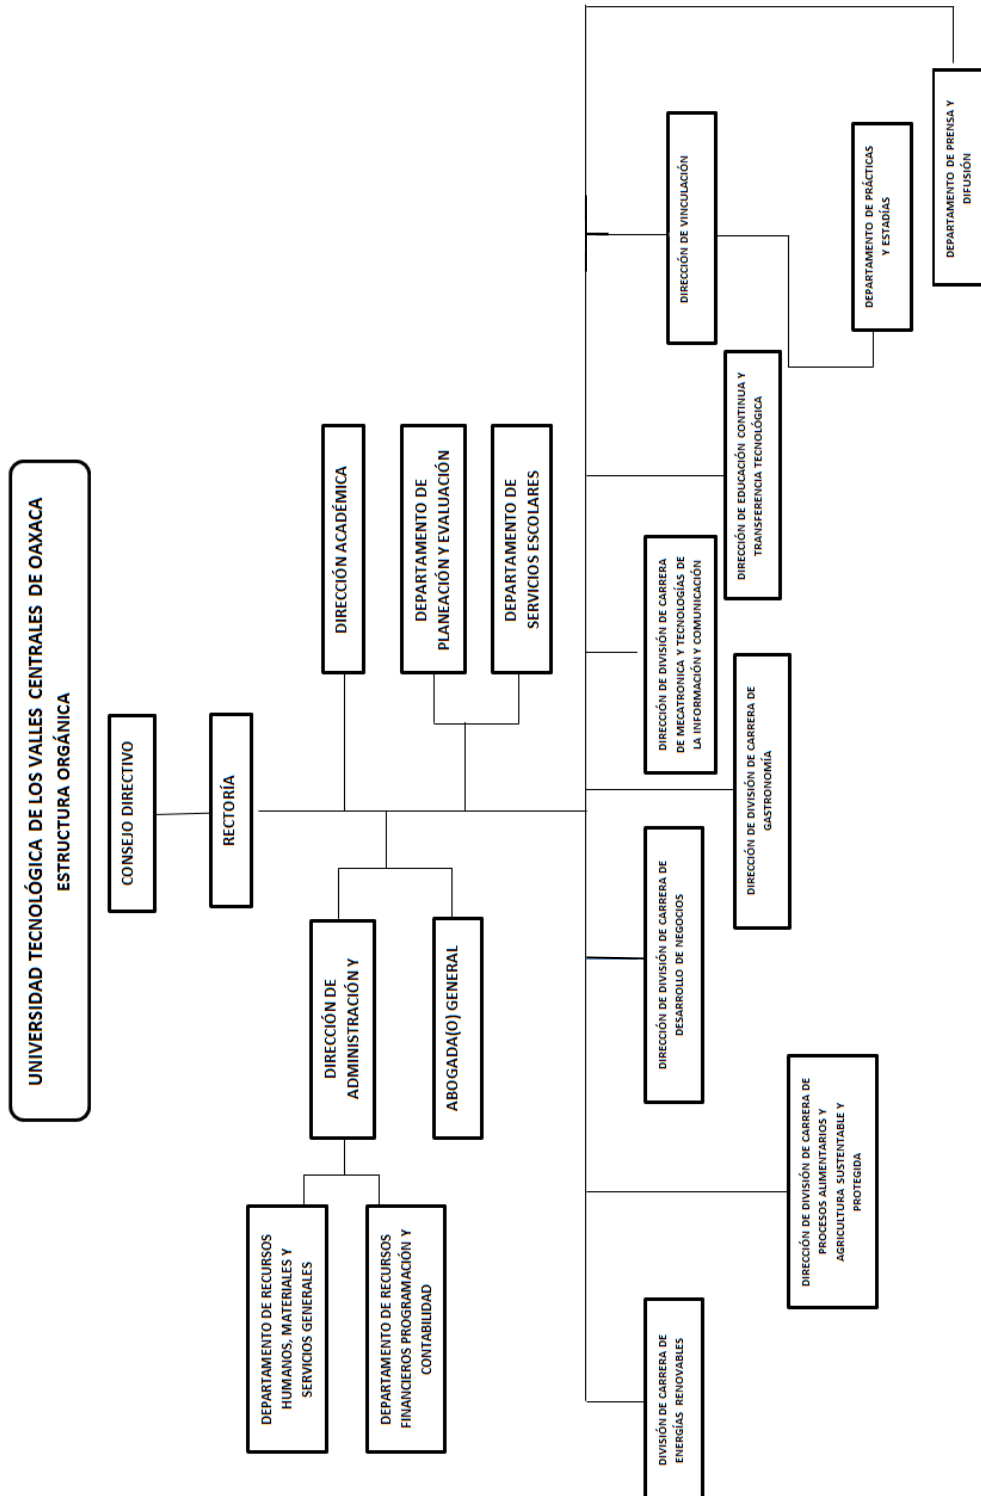 UNIVERSIDAD TECNOLÓGICA DE LOS VALLES CENTRALES DE OAXACA
ESTRUCTURA ORGÁNICA
CONSEJO DIRECTIVO
RECTORÍA
DIRECCIÓN ACADÉMICA
DIRECCIÓN DE
ADMINISTRACIÓN Y
DEPARTAMENTO DE RECURSOS
HUMANOS, MATERIALES Y
SERVICIOS GENERALES
DEPARTAMENTO DE RECURSOS
FINANCIEROS PROGRAMACIÓN Y
CONTABILIDAD
ABOGADA(O) GENERAL
DEPARTAMENTO DE
PLANEACIÓN Y EVALUACIÓN
DEPARTAMENTO DE
SERVICIOS ESCOLARES
DIVISIÓN DE CARRERA DE
ENERGÍAS RENOVABLES
DIRECCIÓN DE DIVISIÓN DE CARRERA DE
PROCESOS ALIMENTARIOS Y
AGRICULTURA SUSTENTABLE Y
PROTEGIDA
DIRECCIÓN DE DIVISIÓN DE CARRERA DE
DESARROLLO DE NEGOCIOS
DIRECCIÓN DE DIVISIÓN DE CARRERA DE
GASTRONOMÍA
DIRECCIÓN DE DIVISIÓN DE CARRERA
DE MECATRONICA Y TECNOLOGÍAS DE
LA INFORMACIÓN Y COMUNICACIÓN
DIRECCIÓN DE EDUCACIÓN CONTINUA Y
TRANSFERENCIA TECNOLÓGICA
DIRECCIÓN DE VINCULACIÓN
DEPARTAMENTO DE PRÁCTICAS
Y ESTADÍAS
DEPARTAMENTO DE PRENSA Y
DIFUSIÓN